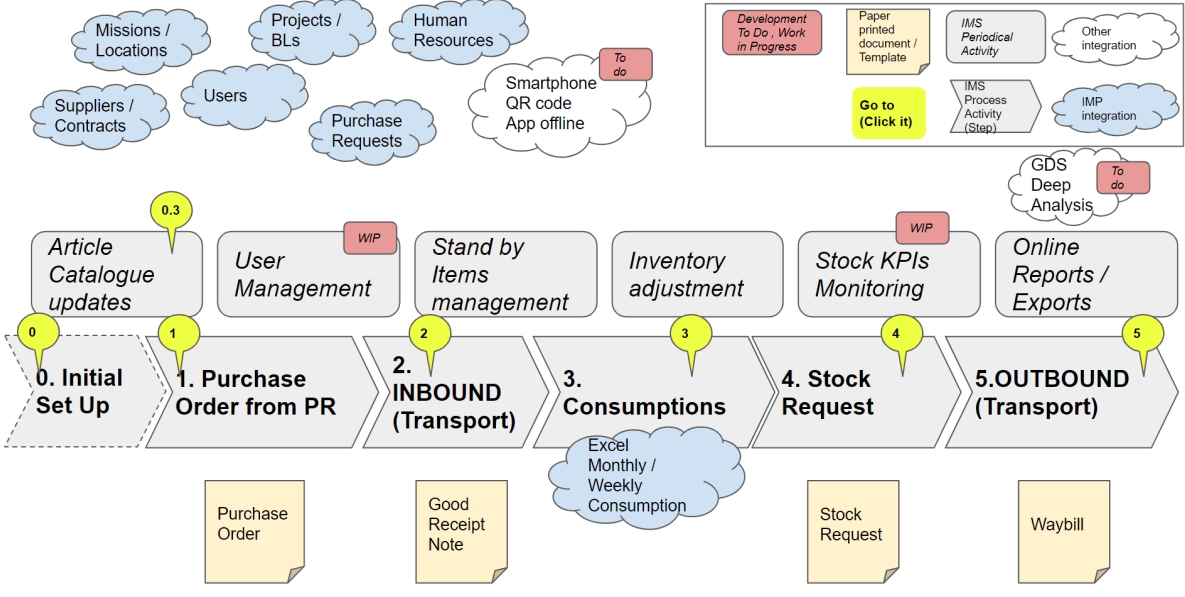 Missions /
Locations
Projects /
BLs
Human
Resources
Suppliers /
Contracts
Users
Purchase
Requests
Smartphone
QR code
App offline
To
do
Development
To Do , Work
in Progress
Paper
printed
document /
Template
IMS
Periodical
Activity
Other
integration
Go to
(Click it)
IMS
Process
Activity
(Step)
IMP
integration
GDS
Deep
Analysis
To
do
0.3
Article
Catalogue
updates
User
Management
WIP
Stand by
Items
management
Inventory
adjustment
Stock KPIs
Monitoring
WIP
Online
Reports /
Exports
0
0. Initial
Set Up
1
1. Purchase
Order from PR
2
2.
INBOUND
(Transport)
3
3.
Consumptions
4
4. Stock
Request
5
5.OUTBOUND
(Transport)
Excel
Monthly /
Weekly
Consumption
Purchase
Order
Good
Receipt
Note
Stock
Request
Waybill